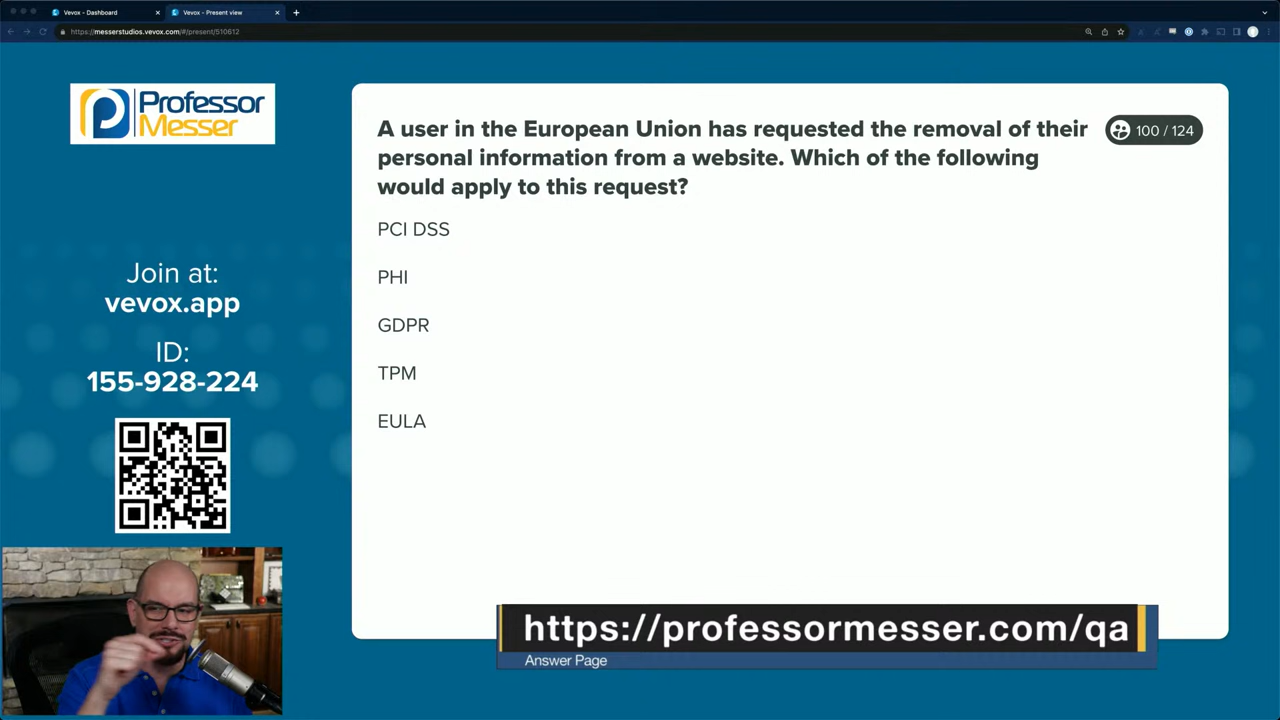 Vevox - Dashboard
Vevox - Present view
https://messerstudios.vevox.com/#/present/510612
Professor
Messer
Join at:
vevox.app
ID:
155-928-224
A user in the European Union has requested the removal of their
personal information from a website. Which of the following
would apply to this request?
100 / 124
PCI DSS
PHI
GDPR
TPM
EULA
https://professormesser.com/qa
Answer Page